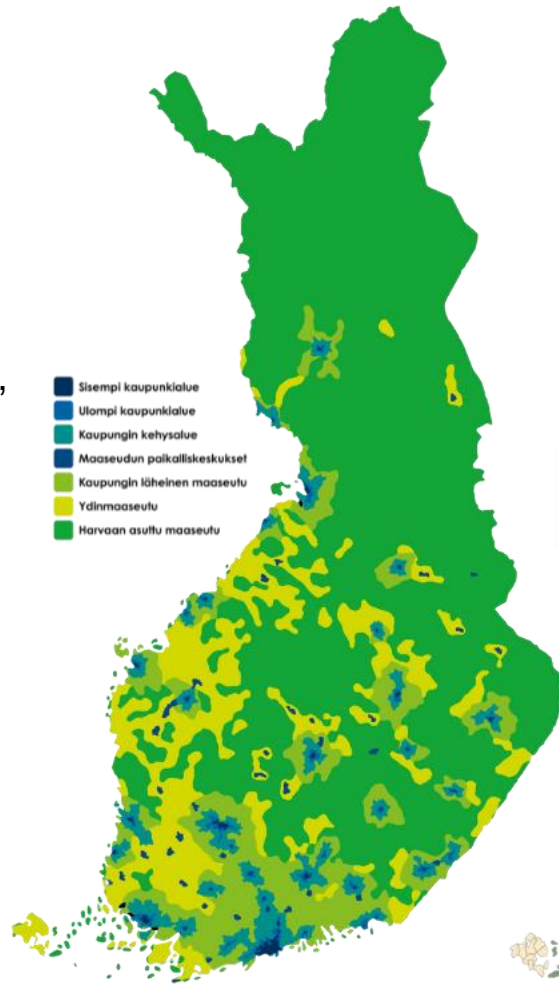 ,
Sisempi kaupunkialue
Ulompi kaupunkialue
Kaupungin kehysalue
Maaseudun paikalliskeskukset
Kaupungin läheinen maaseutu
Ydinmaaseutu
Harvaan asuttu maaseutu